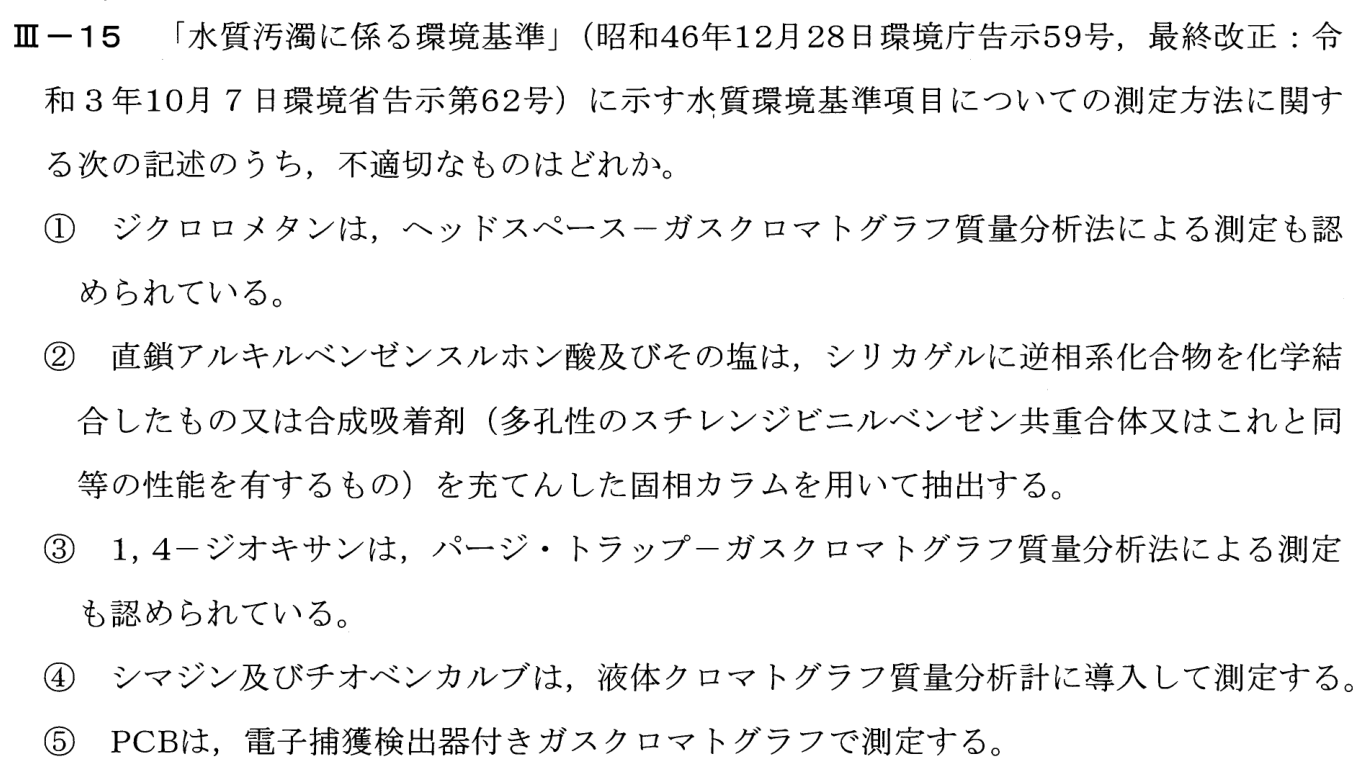 Ⅲ－15　「水質汚濁に係る環境基準」（昭和46年12月28日環境庁告示59号，最終改正：令
和３年10月７日環境省告示第62号）に示す水質環境基準項目についての測定方法に関す
る次の記述のうち，不適切なものはどれか。
①　ジクロロメタンは，ヘッドスペース－ガスクロマトグラフ質量分析法による測定も認
められている。
②　直鎖アルキルベンゼンスルホン酸及びその塩は，シリカゲルに逆相系化合物を化学結
合したもの又は合成吸着剤（多孔性のスチレンジビニルベンゼン共重合体又はこれと同
等の性能を有するもの）を充てんした固相カラムを用いて抽出する。
③　1, 4－ジオキサンは，パージ・トラップ－ガスクロマトグラフ質量分析法による測定
も認められている。
④　シマジン及びチオベンカルブは，液体クロマトグラフ質量分析計に導入して測定する。
⑤　PCBは，電子捕獲検出器付きガスクロマトグラフで測定する。